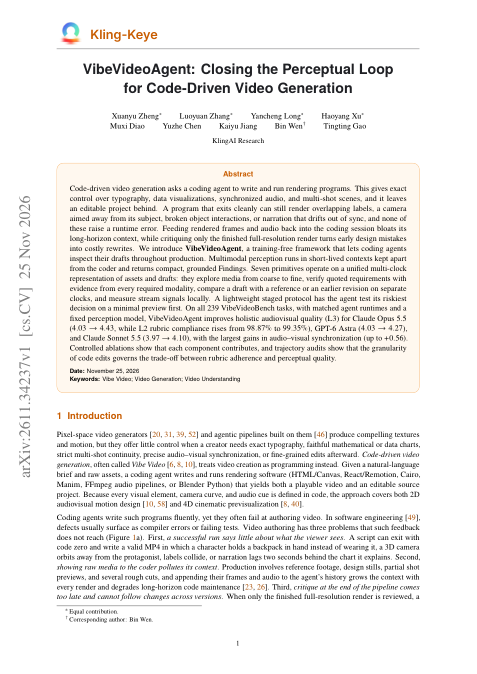 Kling-Keye
VibeVideoAgent: Closing the Perceptual Loop
for Code-Driven Video Generation
Xuanyu Zheng* Luoyuan Zhang* Yancheng Long* Haoyang Xu*
Muxi Diao Yuzhe Chen Kaiyu Jiang Bin Wen† Tingting Gao
KlingAI Research
Abstract
Code-driven video generation asks a coding agent to write and run rendering programs. This gives exact
control over typography, data visualizations, synchronized audio, and multi-shot scenes, and it leaves
an editable project behind. A program that exits cleanly can still render overlapping labels, a camera
aimed away from its subject, broken object interactions, or narration that drifts out of sync, and none of
these raise a runtime error. Feeding rendered frames and audio back into the coding session bloats its
long-horizon context, while critiquing only the finished full-resolution render turns early design mistakes
into costly rewrites. We introduce VibeVideoAgent, a training-free framework that lets coding agents
inspect their drafts throughout production. Multimodal perception runs in short-lived contexts kept apart
from the coder and returns compact, grounded Findings. Seven primitives operate on a unified multi-clock
representation of assets and drafts: they explore media from coarse to fine, verify quoted requirements with
evidence from every required modality, compare a draft with a reference or an earlier revision on separate
clocks, and measure stream signals locally. A lightweight staged protocol has the agent test its riskiest
decision on a minimal preview first. On all 239 VibeVideoBench tasks, with matched agent runtimes and a
fixed perception model, VibeVideoAgent improves holistic audiovisual quality (L3) for Claude Opus 5.5
(4.03 → 4.43, while L2 rubric compliance rises from 98.87% to 99.35%), GPT-6 Astra (4.03 → 4.27),
and Claude Sonnet 5.5 (3.97 → 4.10), with the largest gains in audio–visual synchronization (up to +0.56).
Controlled ablations show that each component contributes, and trajectory audits show that the granularity
of code edits governs the trade-off between rubric adherence and perceptual quality.
Date: November 25, 2026
Keywords: Vibe Video; Video Generation; Video Understanding
arXiv:2611.34237v1 [cs.CV] 25 Nov 2026
1 Introduction
Pixel-space video generators [20, 31, 39, 52] and agentic pipelines built on them [46] produce compelling textures
and motion, but they offer little control when a creator needs exact typography, faithful mathematical or data charts,
strict multi-shot continuity, precise audio–visual synchronization, or fine-grained edits afterward. Code-driven video
generation, often called Vibe Video [6, 8, 10], treats video creation as programming instead. Given a natural-language
brief and raw assets, a coding agent writes and runs rendering software (HTML/Canvas, React/Remotion, Cairo,
Manim, FFmpeg audio pipelines, or Blender Python) that yields both a playable video and an editable source
project. Because every visual element, camera curve, and audio cue is defined in code, the approach covers both 2D
audiovisual motion design [10, 58] and 4D cinematic previsualization [8, 40].
Coding agents write such programs fluently, yet they often fail at authoring video. In software engineering [49],
defects usually surface as compiler errors or failing tests. Video authoring has three properties that such feedback
does not reach (Figure 1a). First, a successful run says little about what the viewer sees. A script can exit with
code zero and write a valid MP4 in which a character holds a backpack in hand instead of wearing it, a 3D camera
orbits away from the protagonist, labels collide, or narration lags two seconds behind the chart it explains. Second,
showing raw media to the coder pollutes its context. Production involves reference footage, design stills, partial shot
previews, and several rough cuts, and appending their frames and audio to the agent's history grows the context with
every render and degrades long-horizon code maintenance [23, 26]. Third, critique at the end of the pipeline comes
too late and cannot follow changes across versions. When only the finished full-resolution render is reviewed, a
* Equal contribution.
† Corresponding author: Bin Wen.
1